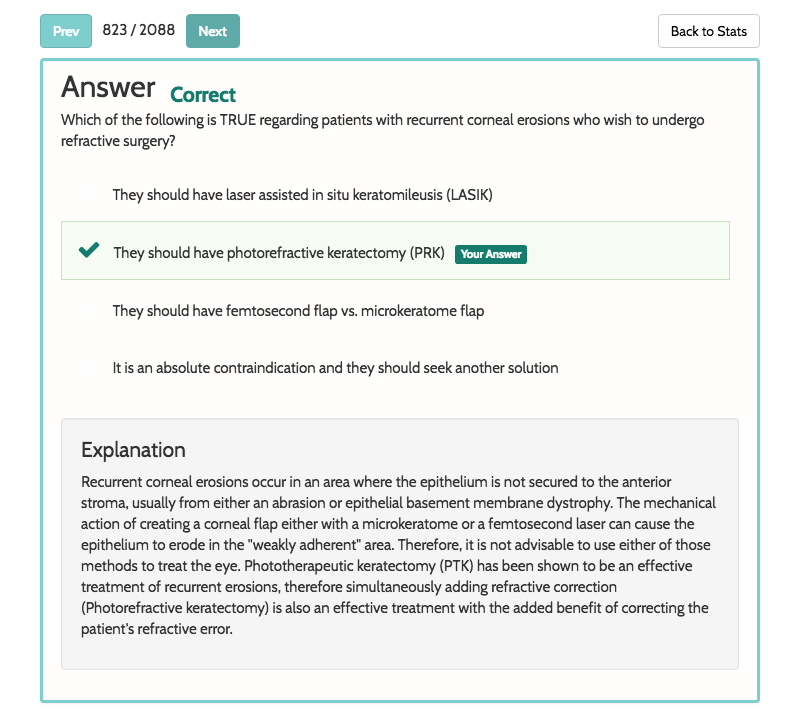 Prev 823 / 2088 Next Back to Stats
Answer Correct
Which of the following is TRUE regarding patients with recurrent corneal erosions who wish to undergo
refractive surgery?
They should have laser assisted in situ keratomileusis (LASIK)
They should have photorefractive keratectomy (PRK) Your Answer
They should have femtosecond flap vs. microkeratome flap
It is an absolute contraindication and they should seek another solution
Explanation
Recurrent corneal erosions occur in an area where the epithelium is not secured to the anterior
stroma, usually from either an abrasion or epithelial basement membrane dystrophy. The mechanical
action of creating a corneal flap either with a microkeratome or a femtosecond laser can cause the
epithelium to erode in the "weakly adherent" area. Therefore, it is not advisable to use either of those
methods to treat the eye. Phototherapeutic keratectomy (PTK) has been shown to be an effective
treatment of recurrent erosions, therefore simultaneously adding refractive correction
(Photorefractive keratectomy) is also an effective treatment with the added benefit of correcting the
patient's refractive error.